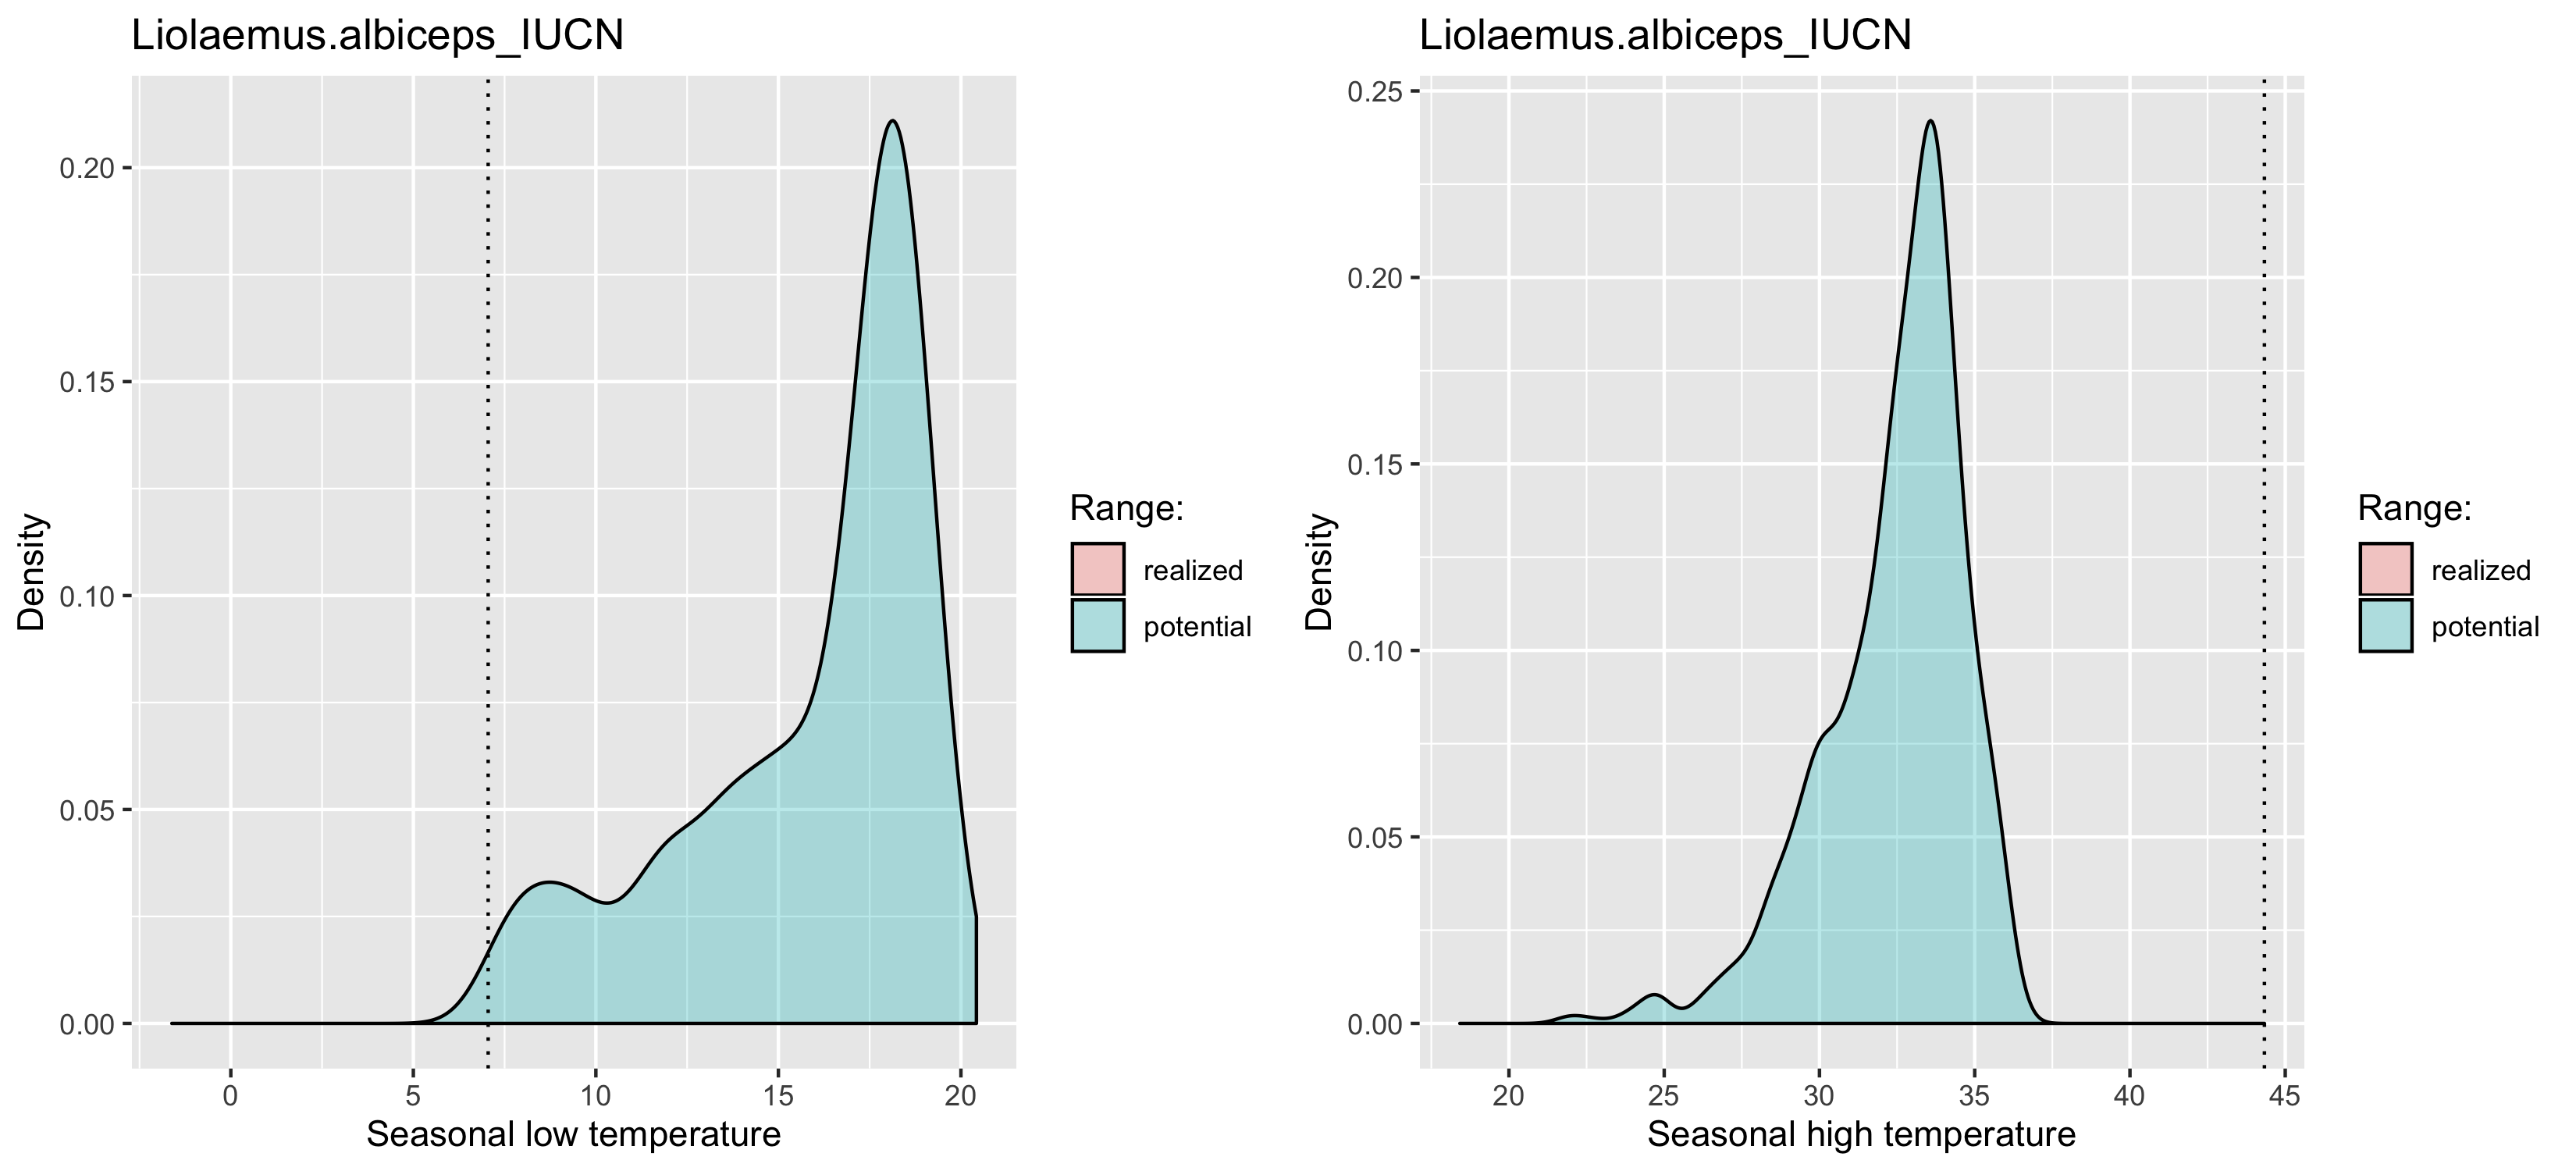 Liolaemus.albiceps_IUCN
0.20
0.15
0.10
0.05
0.00
Density
0 5 10 15 20
Seasonal low temperature
Range:
realized
potential
Liolaemus.albiceps_IUCN
0.25
0.20
0.15
0.10
0.05
0.00
Density
20 25 30 35 40 45
Seasonal high temperature
Range:
realized
potential